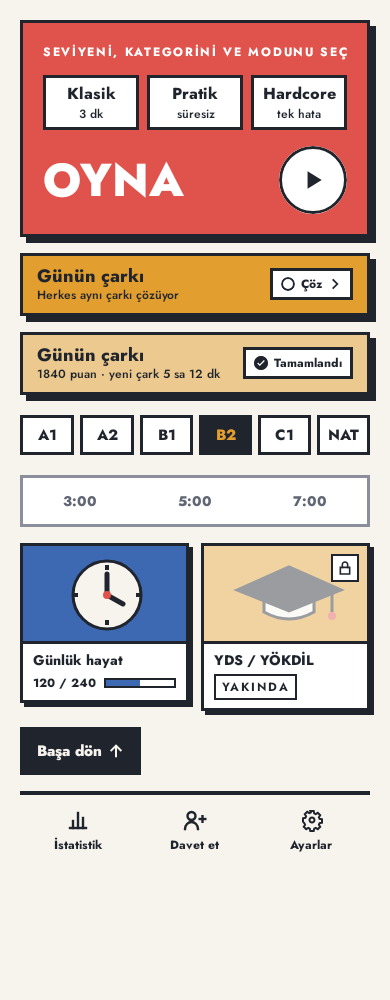 SEVİYENİ, KATEGORİNİ VE MODUNU SEÇ
Klasik
3 dk
Pratik
süresiz
Hardcore
tek hata
OYNA
Günün çarkı
Herkes aynı çarkı çözüyor
Çöz
Günün çarkı
1840 puan · yeni çark 5 sa 12 dk
Tamamlandı
A1 A2 B1 B2 C1 NAT
3:00 5:00 7:00
Günlük hayat
120 / 240
YDS / YÖKDİL
YAKINDA
Başa dön
İstatistik Davet et Ayarlar